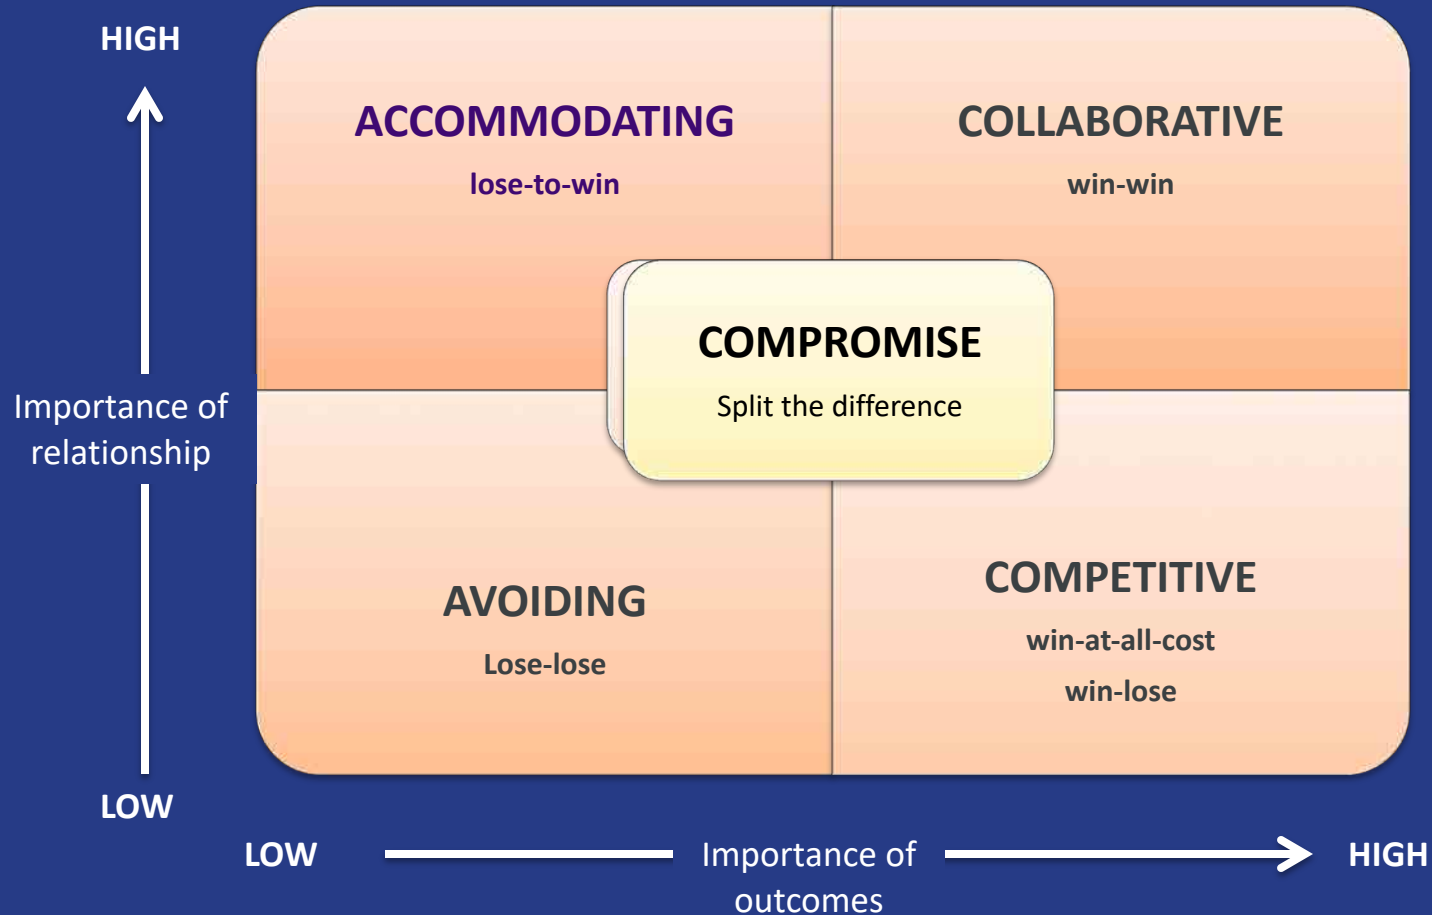 HIGH
ACCOMMODATING
lose-to-win
COLLABORATIVE
win-win
COMPROMISE
Split the difference
Importance of
relationship
AVOIDING
Lose-lose
COMPETITIVE
win-at-all-cost
win-lose
LOW
LOW
Importance of
outcomes
HIGH